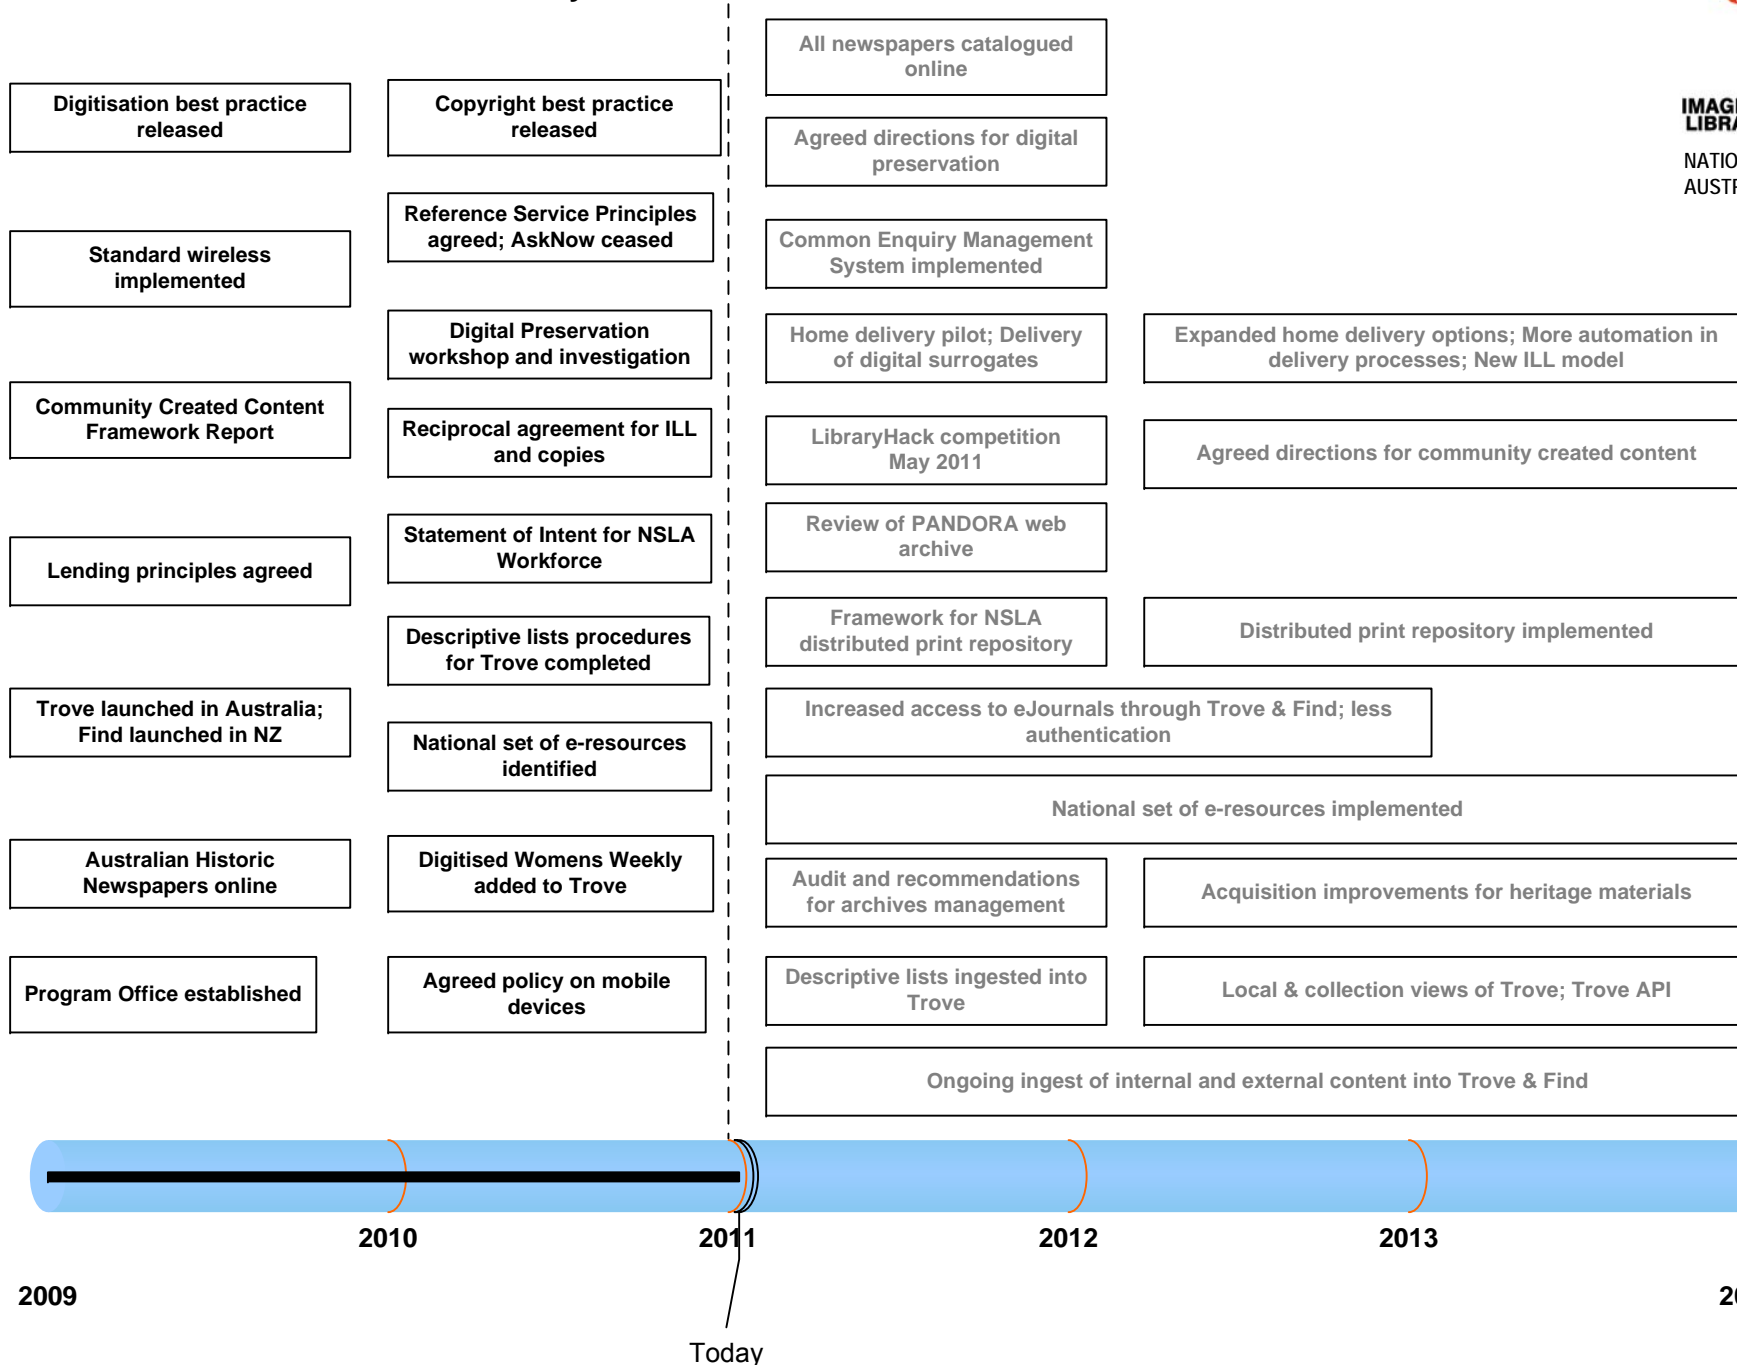 Digitisation best practice
released
Standard wireless
implemented
Community Created Content
Framework Report
Lending principles agreed
Trove launched in Australia;
Find launched in NZ
Australian Historic
Newspapers online
Program Office established
Copyright best practice
released
Reference Service Principles
agreed; AskNow ceased
Digital Preservation
workshop and investigation
Reciprocal agreement for ILL
and copies
Statement of Intent for NSLA
Workforce
Descriptive lists procedures
for Trove completed
National set of e-resources
identified
Digitised Womens Weekly
added to Trove
Agreed policy on mobile
devices
All newspapers catalogued
online
Agreed directions for digital
preservation
Common Enquiry Management
System implemented
Home delivery pilot; Delivery
of digital surrogates
Expanded home delivery options; More automation in
delivery processes; New ILL model
LibraryHack competition
May 2011
Agreed directions for community created content
Review of PANDORA web
archive
Framework for NSLA
distributed print repository
Distributed print repository implemented
Increased access to eJournals through Trove & Find; less
authentication
National set of e-resources implemented
Audit and recommendations
for archives management
Acquisition improvements for heritage materials
Descriptive lists ingested into
Trove
Local & collection views of Trove; Trove API
Ongoing ingest of internal and external content into Trove & Find
2010
2011
2012
2013
2009
Today